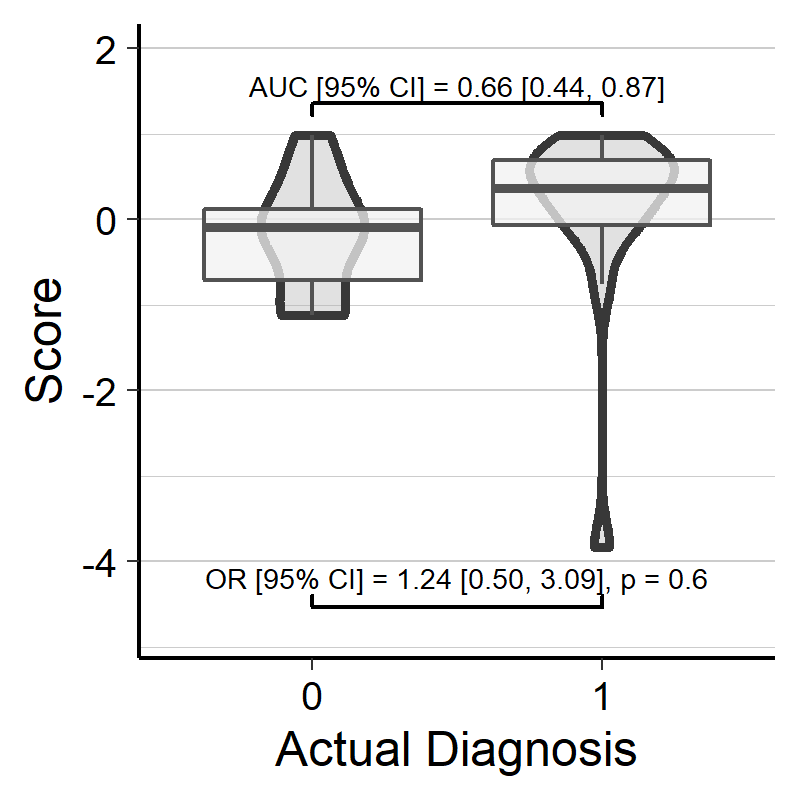 2
AUC [95% CI] = 0.66 [0.44, 0.87]
0
Score
-2
-4
OR [95% CI] = 1.24 [0.50, 3.09], p = 0.6
0 1
Actual Diagnosis